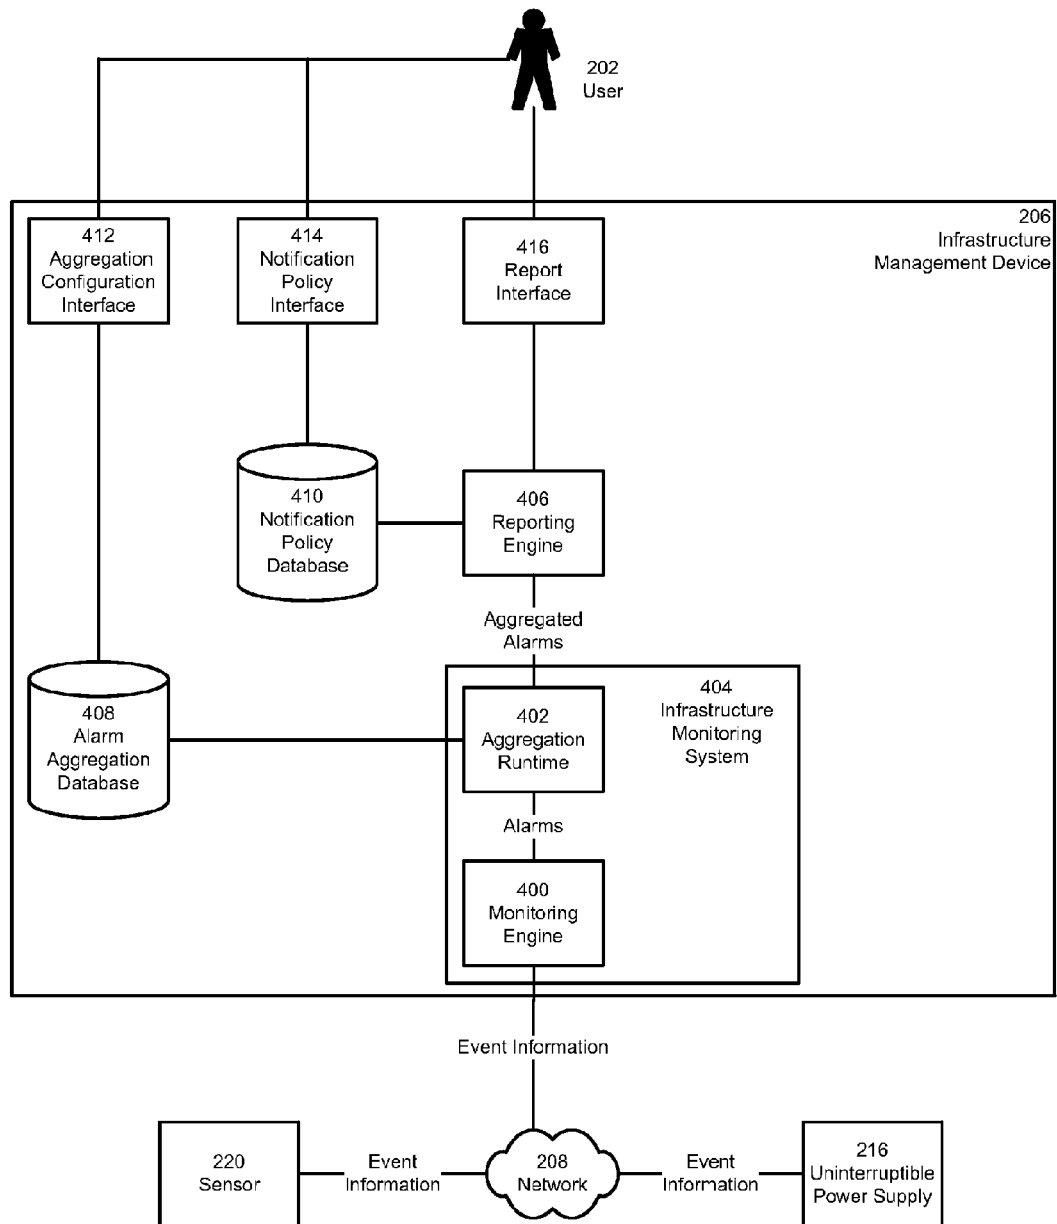 202
User
206
Infrastructure
Management Device
412
Aggregation
Configuration
Interface
414
Notification
Policy
Interface
416
Report
Interface
410
Notification
Policy
Database
406
Reporting
Engine
Aggregated
Alarms
408
Alarm
Aggregation
Database
402
Aggregation
Runtime
404
Infrastructure
Monitoring
System
Alarms
400
Monitoring
Engine
Event Information
220
Sensor
Event
Information
208
Network
Event
Information
216
Uninterruptible
Power Supply